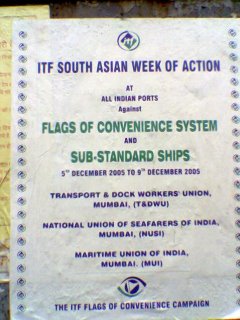 ITF SOUTH ASIAN WEEK OF ACTION
AT
ALL INDIAN PORTS
Against
FLAGS OF CONVENIENCE SYSTEM
AND
SUB-STANDARD SHIPS
5TH DECEMBER 2005 TO 9TH DECEMBER 2005
TRANSPORT & DOCK WORKERS' UNION,
MUMBAI, (T&DWU)
NATIONAL UNION OF SEAFARERS OF INDIA,
MUMBAI, (NUSI)
MARITIME UNION OF INDIA,
MUMBAI. (MUI)
THE ITF FLAGS OF CONVENIENCE CAMPAIGN